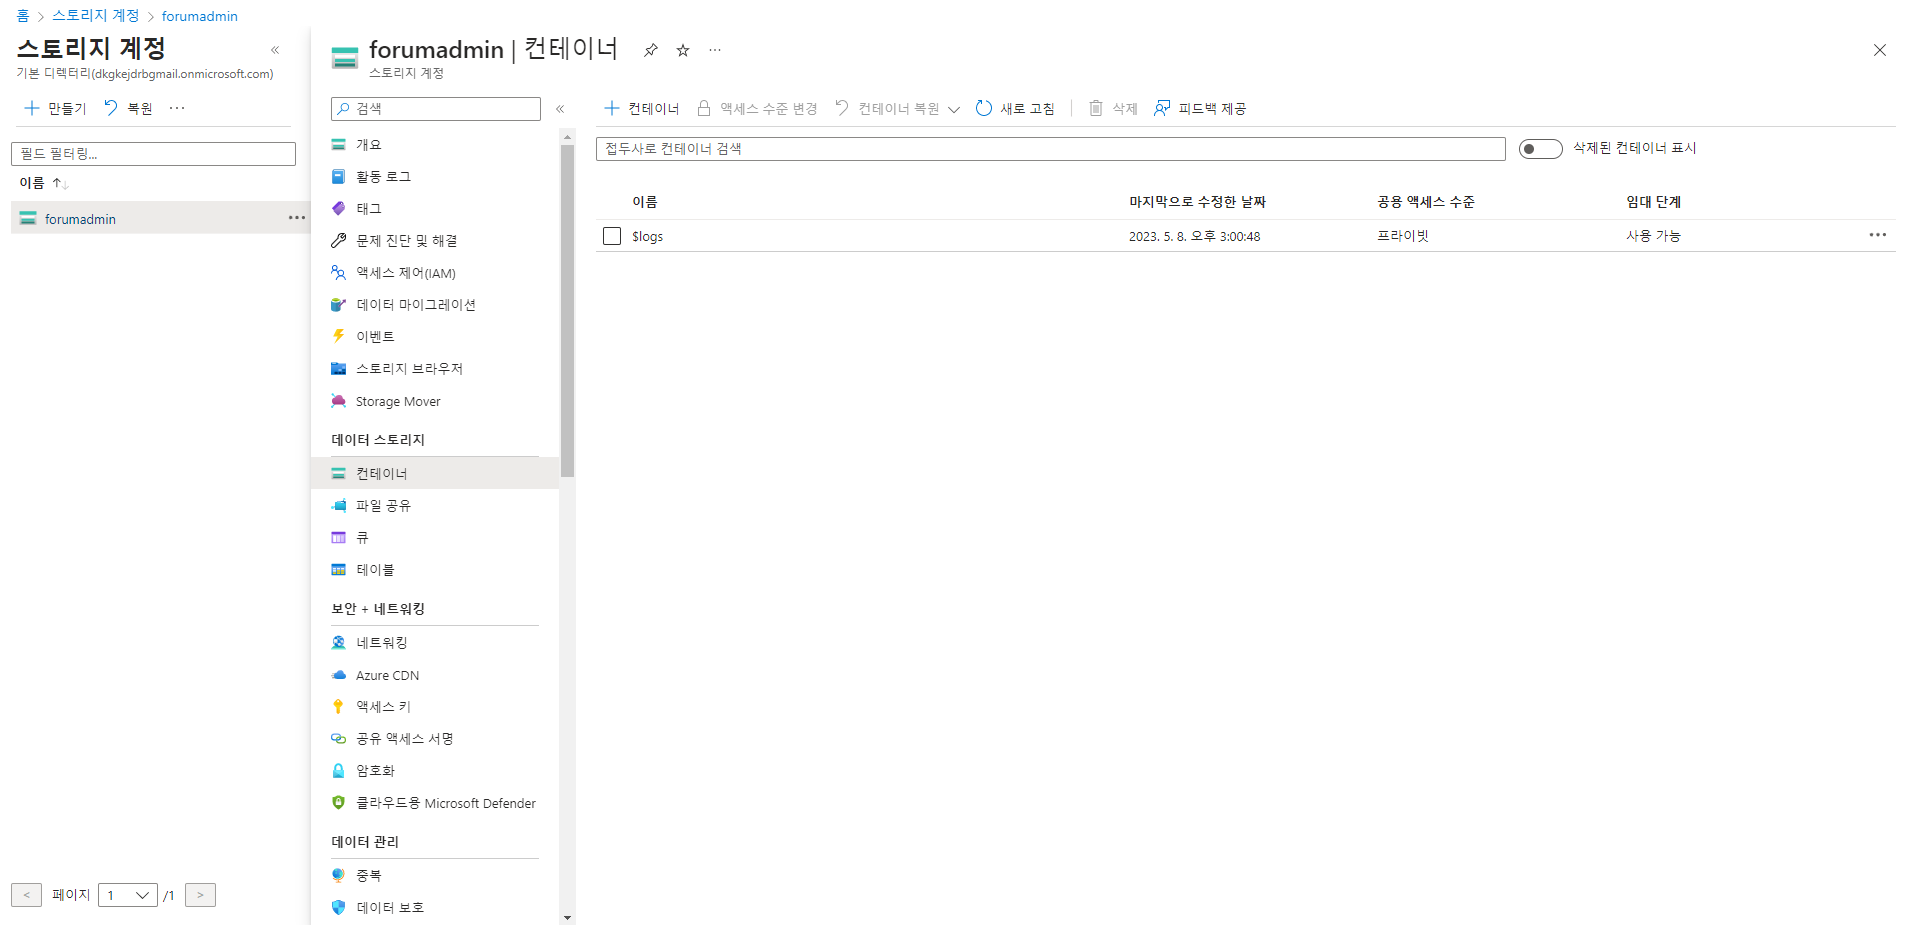 홈 > 스토리지 계정 > forumadmin
스토리지 계정
기본 디렉터리(dkgkejdrbgmail.onmicrosoft.com)
만들기 복원
필드 필터링...
이름
forumadmin
< 페이지 1 /1 >
forumadmin | 컨테이너
스토리지 계정
검색
개요
활동 로그
태그
문제 진단 및 해결
액세스 제어(IAM)
데이터 마이그레이션
이벤트
스토리지 브라우저
Storage Mover
데이터 스토리지
컨테이너
파일 공유
큐
테이블
보안 + 네트워킹
네트워킹
Azure CDN
액세스 키
공유 액세스 서명
암호화
클라우드용 Microsoft Defender
데이터 관리
중복
데이터 보호
컨테이너 액세스 수준 변경 컨테이너 복원 새로 고침 삭제 피드백 제공
접두사로 컨테이너 검색 삭제된 컨테이너 표시
이름 마지막으로 수정한 날짜 공용 액세스 수준 임대 단계
$logs 2023. 5. 8. 오후 3:00:48 프라이빗 사용 가능